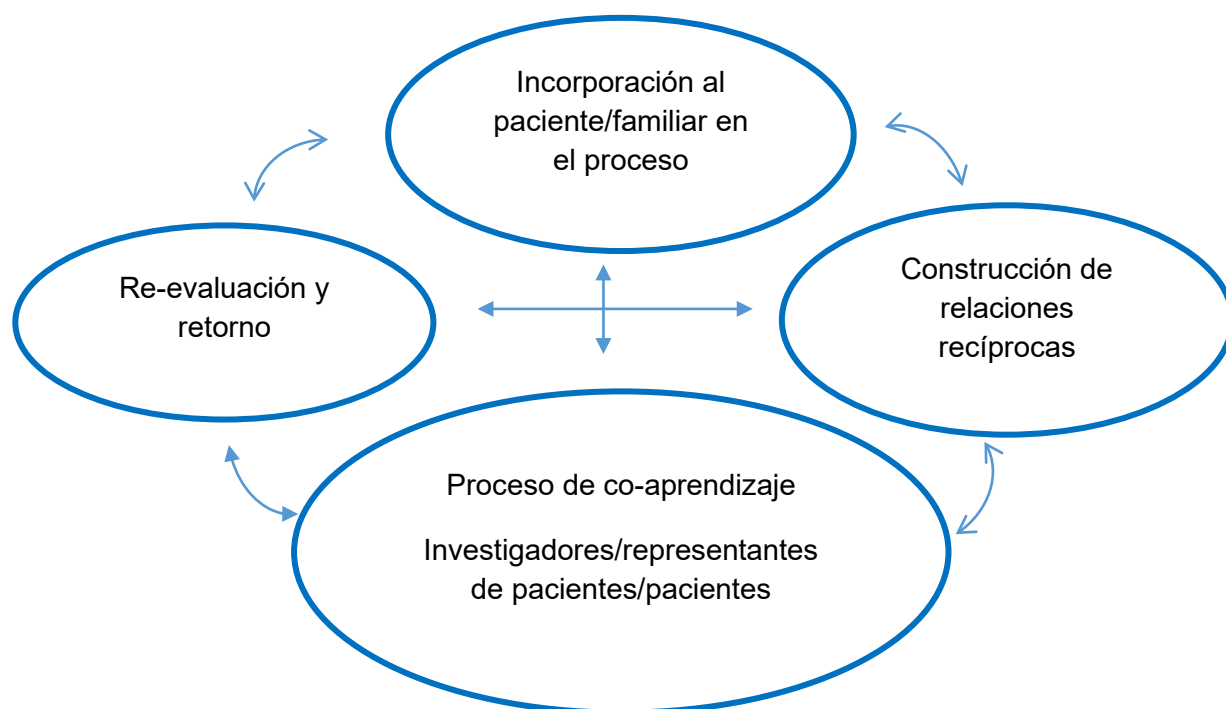 Incorporación al
paciente/familiar en
el proceso
Re-evaluación y
retorno
Construcción de
relaciones
recíprocas
Proceso de co-aprendizaje
Investigadores/representantes
de pacientes/pacientes